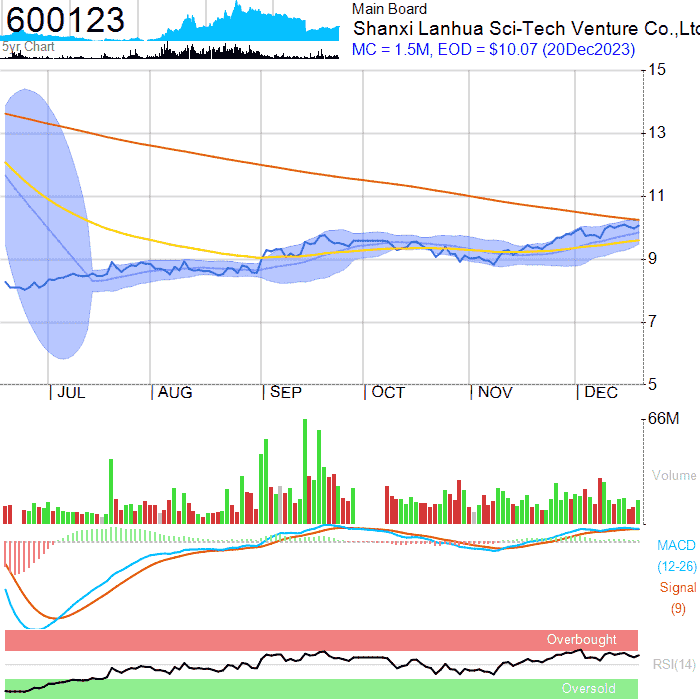 600123
5yr Chart
Main Board
Shanxi Lanhua Sci-Tech Venture Co.,Ltd
MC = 1.5M, EOD = $10.07 (20Dec2023)
15
13
11
9
7
5
JUL AUG SEP OCT NOV DEC
66M
Volume
MACD
(12-26)
Signal
(9)
Overbought
RSI(14)
Oversold